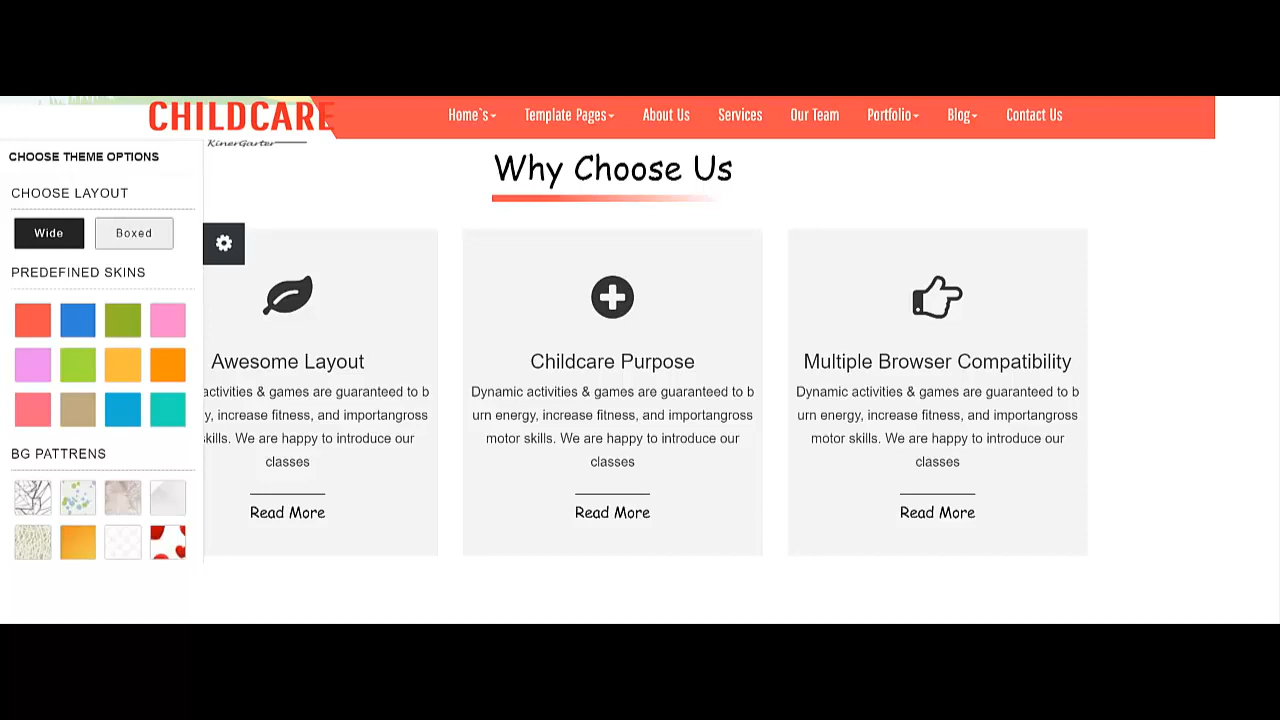 CHILDCARE
KinerGarter
Home`s Template Pages About Us Services Our Team Portfolio Blog Contact Us
CHOOSE THEME OPTIONS
CHOOSE LAYOUT
Wide Boxed
PREDEFINED SKINS
BG PATTRENS
Why Choose Us
Awesome Layout
activities & games are guaranteed to b
y, increase fitness, and importangross
skills. We are happy to introduce our
classes
Read More
Childcare Purpose
Dynamic activities & games are guaranteed to b
urn energy, increase fitness, and importangross
motor skills. We are happy to introduce our
classes
Read More
Multiple Browser Compatibility
Dynamic activities & games are guaranteed to b
urn energy, increase fitness, and importangross
motor skills. We are happy to introduce our
classes
Read More